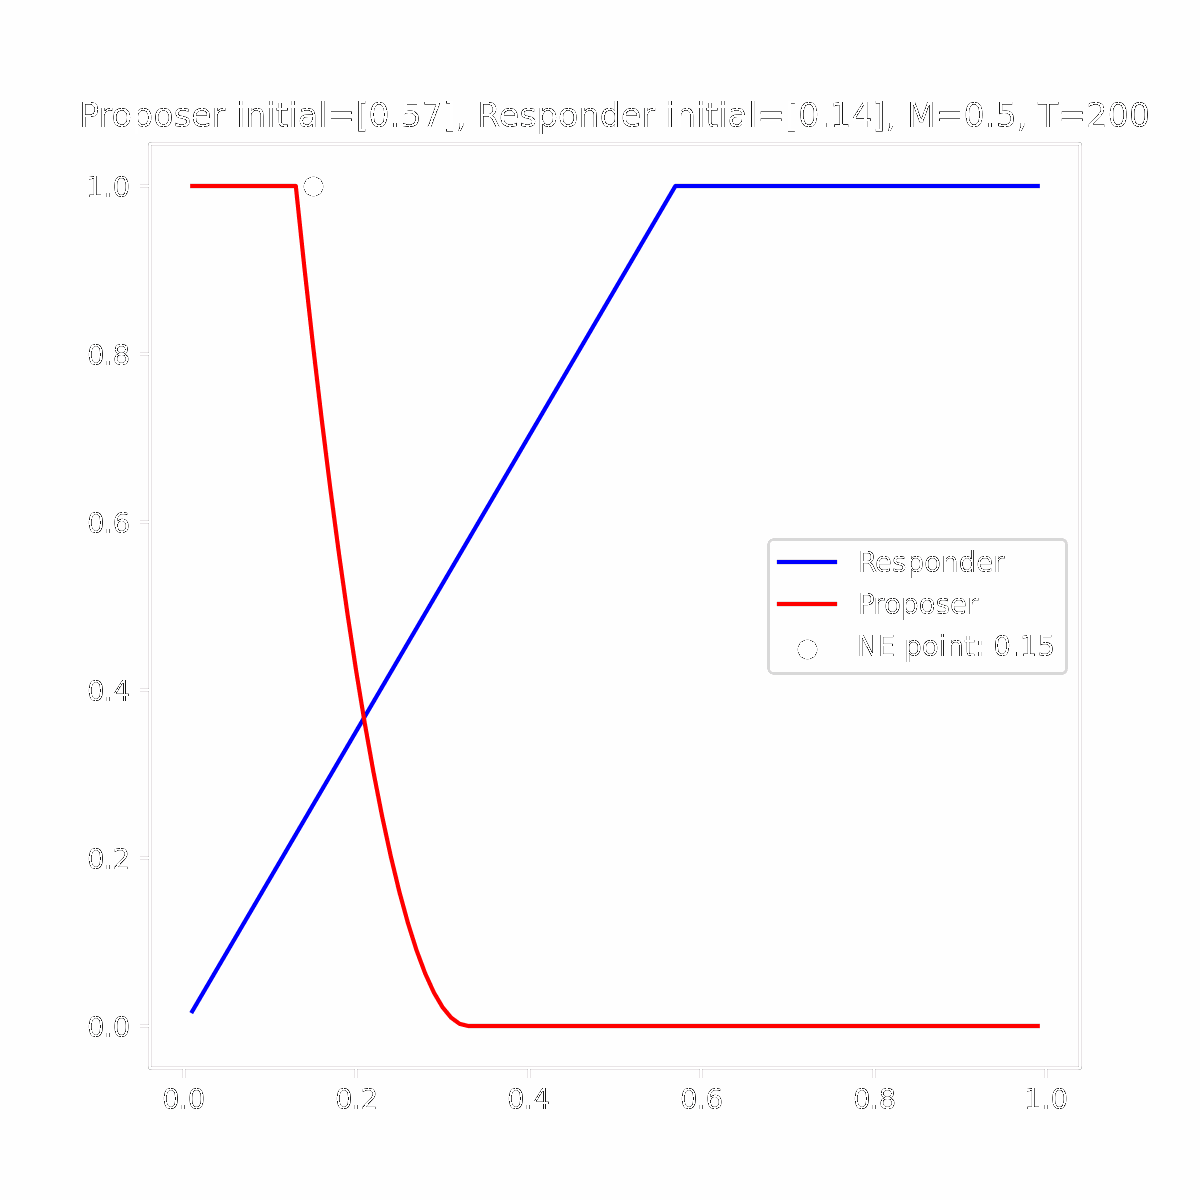 Proposer initial=[0.57], Responder initial=[0.14], M=0.5, T=200
1.0
0.8
0.6
0.4
0.2
0.0
Responder
Proposer
NE point: 0.15
0.0 0.2 0.4 0.6 0.8 1.0